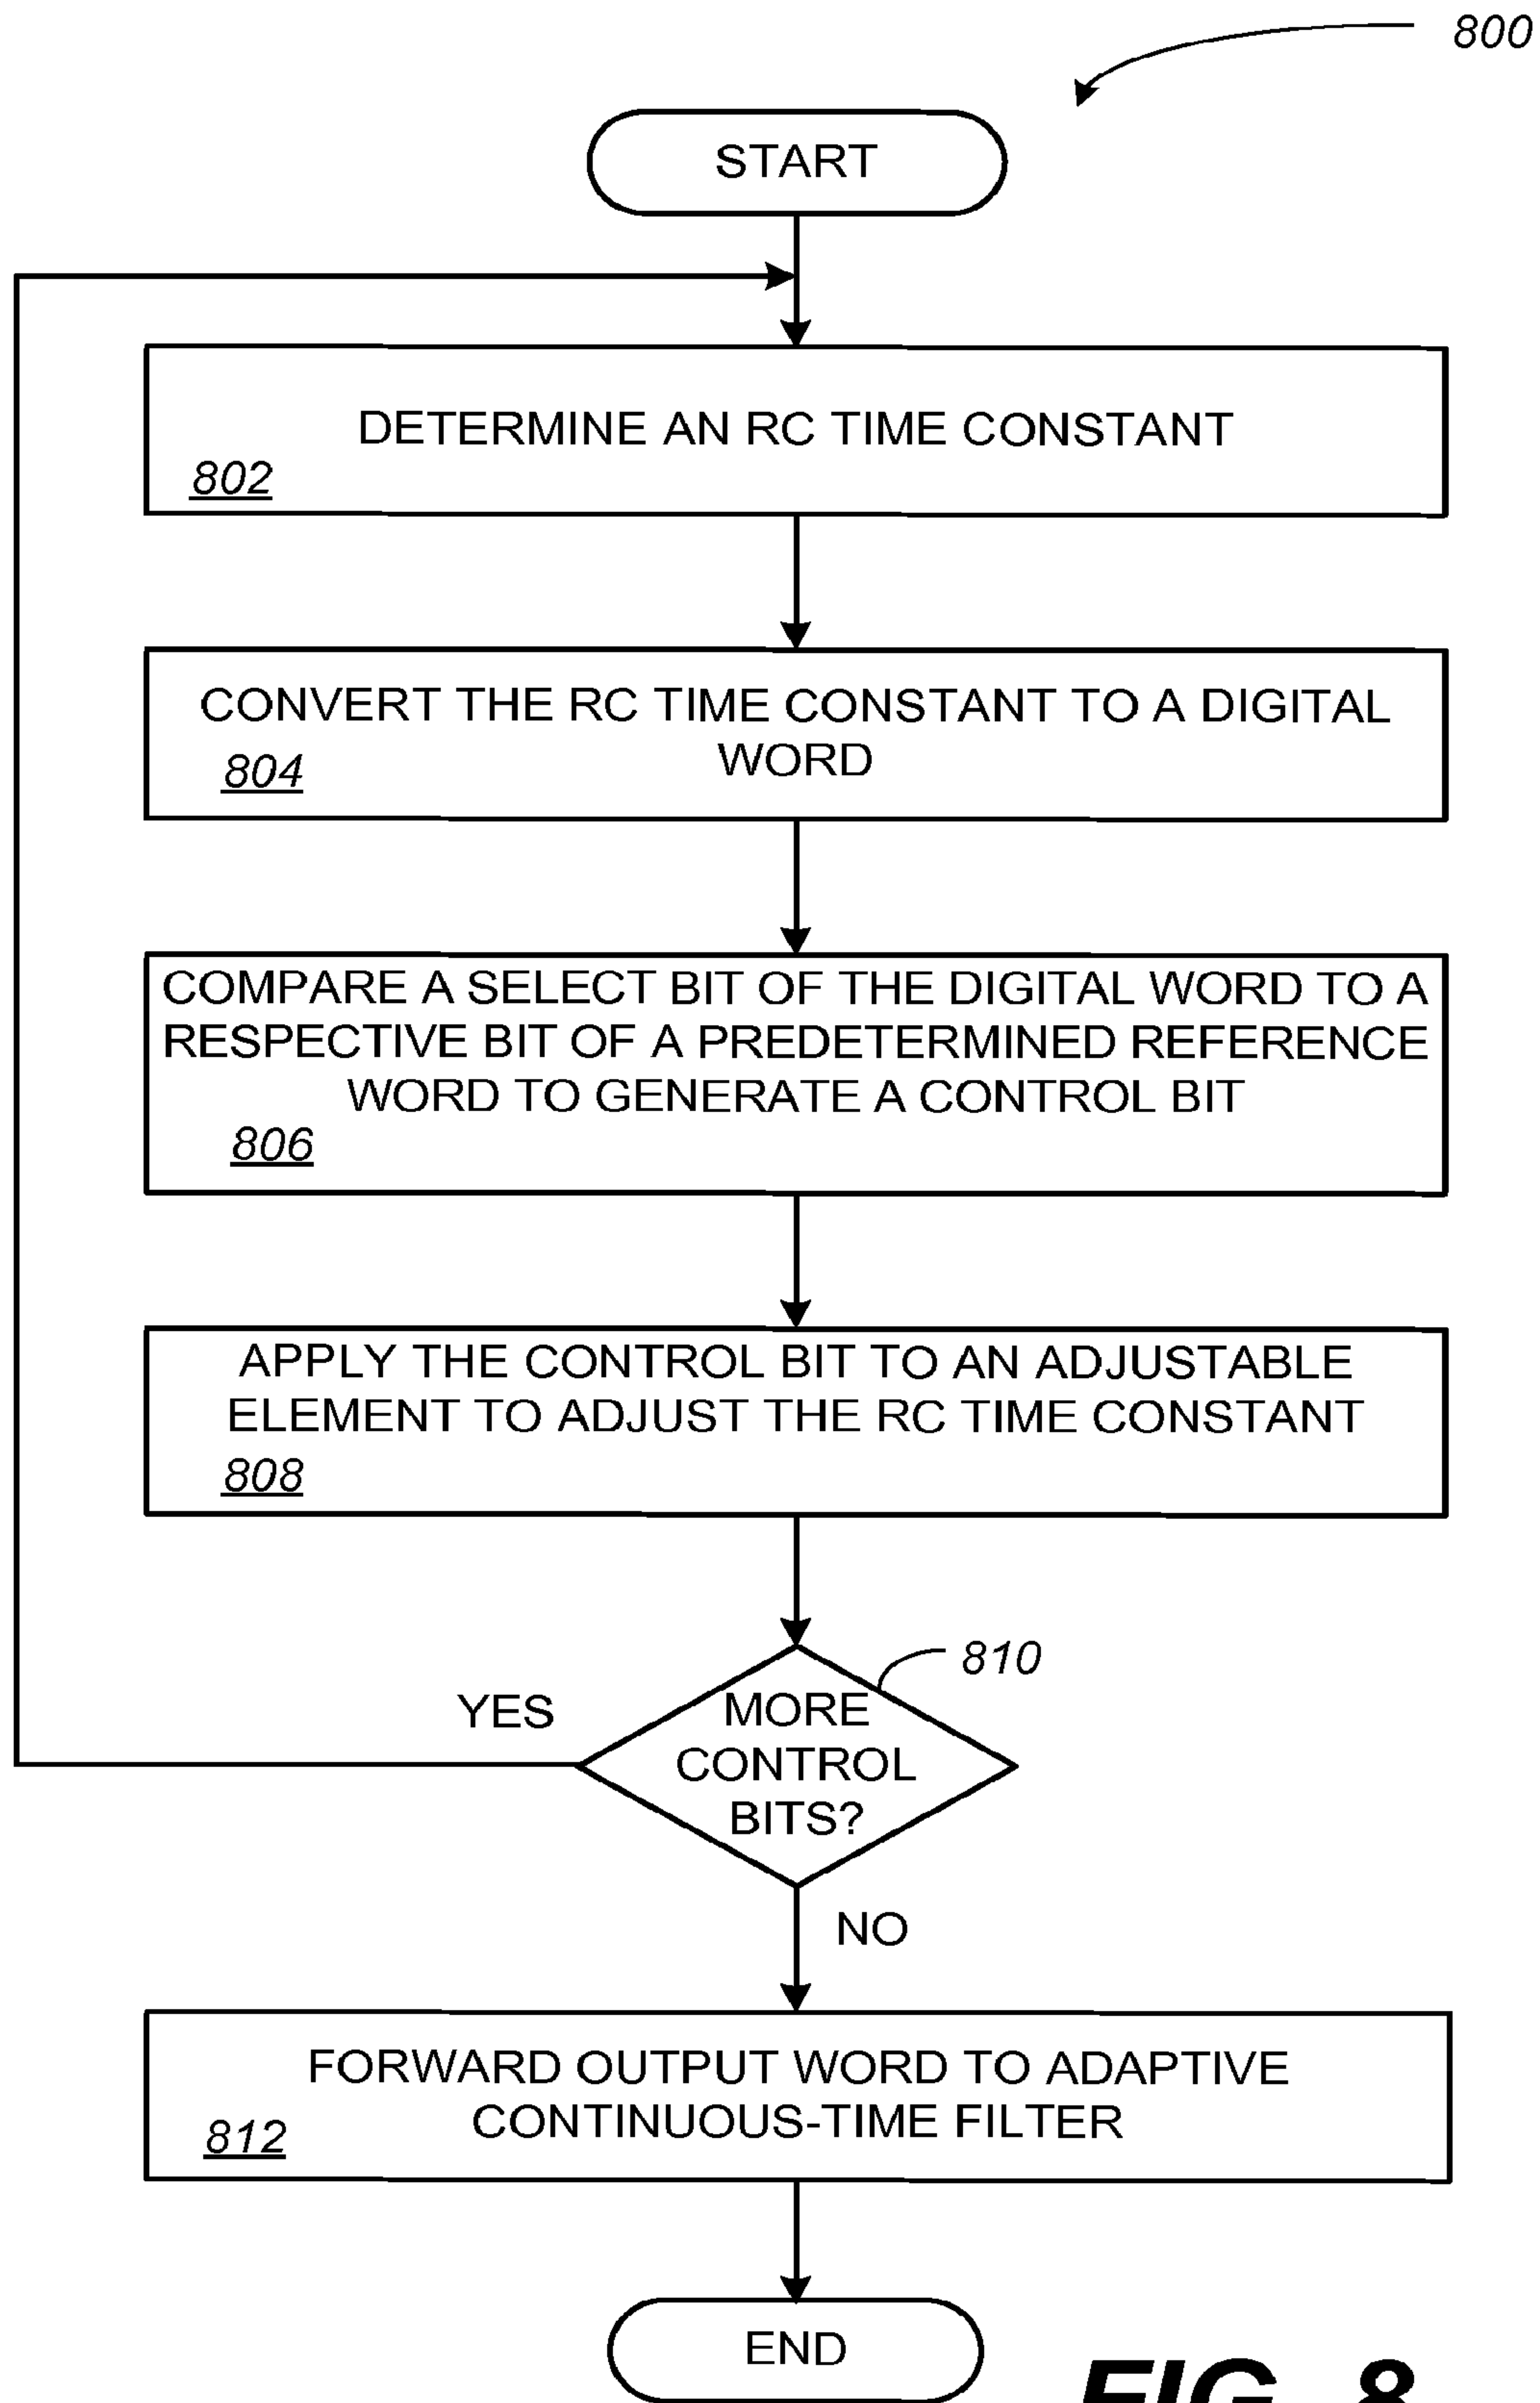 800
START
DETERMINE AN RC TIME CONSTANT
802
CONVERT THE RC TIME CONSTANT TO A DIGITAL
WORD
804
COMPARE A SELECT BIT OF THE DIGITAL WORD TO A
RESPECTIVE BIT OF A PREDETERMINED REFERENCE
WORD TO GENERATE A CONTROL BIT
806
APPLY THE CONTROL BIT TO AN ADJUSTABLE
ELEMENT TO ADJUST THE RC TIME CONSTANT
808
810
YES
MORE
CONTROL
BITS?
NO
FORWARD OUTPUT WORD TO ADAPTIVE
CONTINUOUS-TIME FILTER
812
END
FIG. 8